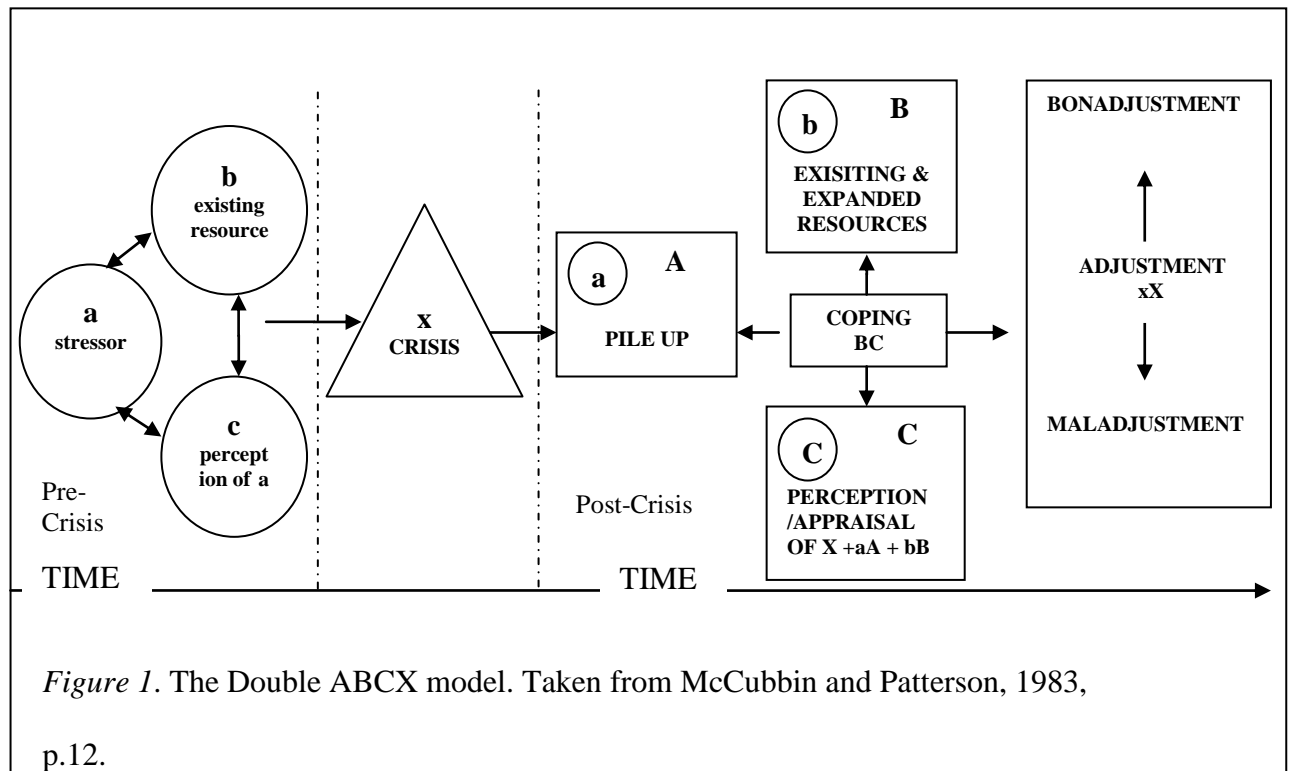 b
existing
resource
a
stressor
c
percept
ion of a
Pre-
Crisis
x
CRISIS
a A
PILE UP
Post-Crisis
b B
EXISITING &
EXPANDED
RESOURCES
COPING
BC
C C
PERCEPTION
/APPRAISAL
OF X +aA + bB
BONADJUSTMENT
ADJUSTMENT
xX
MALADJUSTMENT
TIME
TIME
Figure 1. The Double ABCX model. Taken from McCubbin and Patterson, 1983,
p.12.